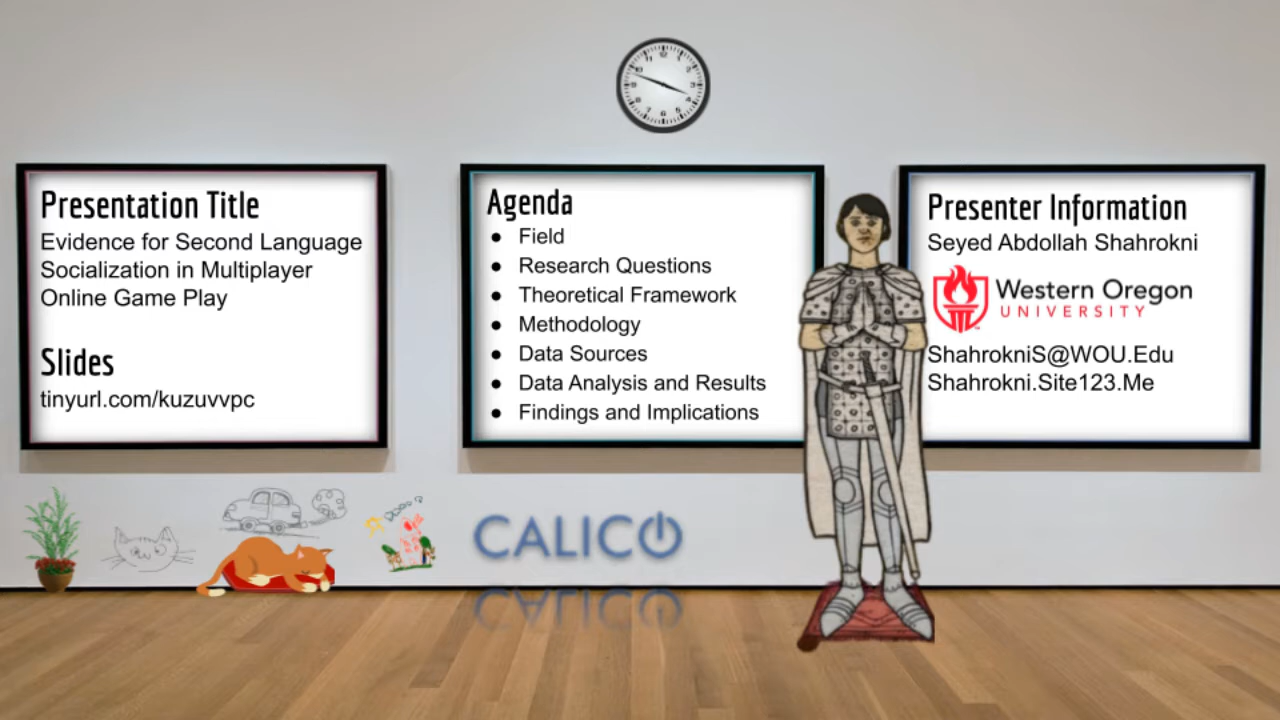 Presentation Title
Evidence for Second Language
Socialization in Multiplayer
Online Game Play
Slides
tinyurl.com/kuzuvvpc
Agenda
● Field
● Research Questions
● Theoretical Framework
● Methodology
● Data Sources
● Data Analysis and Results
● Findings and Implications
Presenter Information
Seyed Abdollah Shahrokni
Western Oregon
UNIVERSITY
ShahrokniS@WOU.Edu
Shahrokni.Site123.Me
CALICO